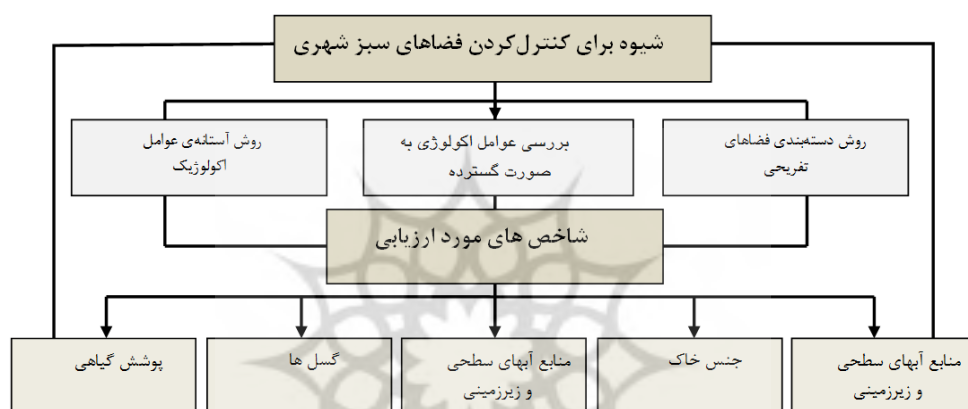 شیوه برای کنترل‌کردن فضاهای سبز شهری
روش دسته‌بندی فضاهای
تفریحی
بررسی عوامل اکولوژی به
صورت گسترده
روش آستانه‌ی عوامل
اکولوژیک
شاخص های مورد ارزیابی
منابع آبهای سطحی
و زیرزمینی
جنس خاک
منابع آبهای سطحی
و زیرزمینی
گسل ها
پوشش گیاهی